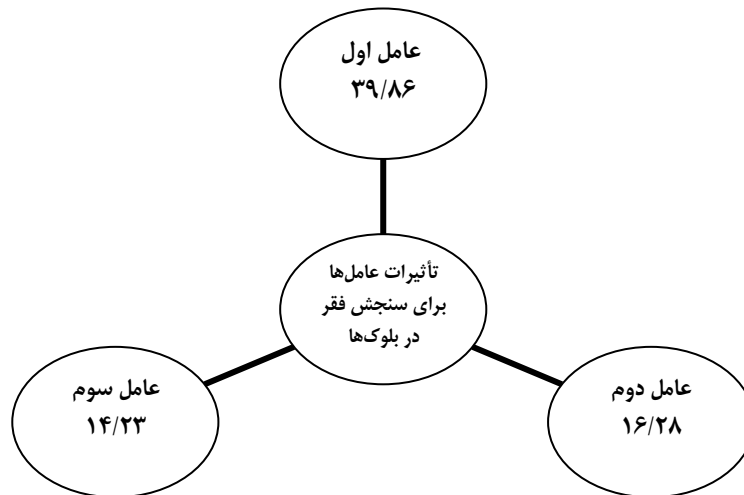 عامل اول
۳۹/۸۶
تأثیرات عامل‌ها
برای سنجش فقر
در بلوک‌ها
عامل سوم
۱۴/۲۳
عامل دوم
۱۶/۲۸